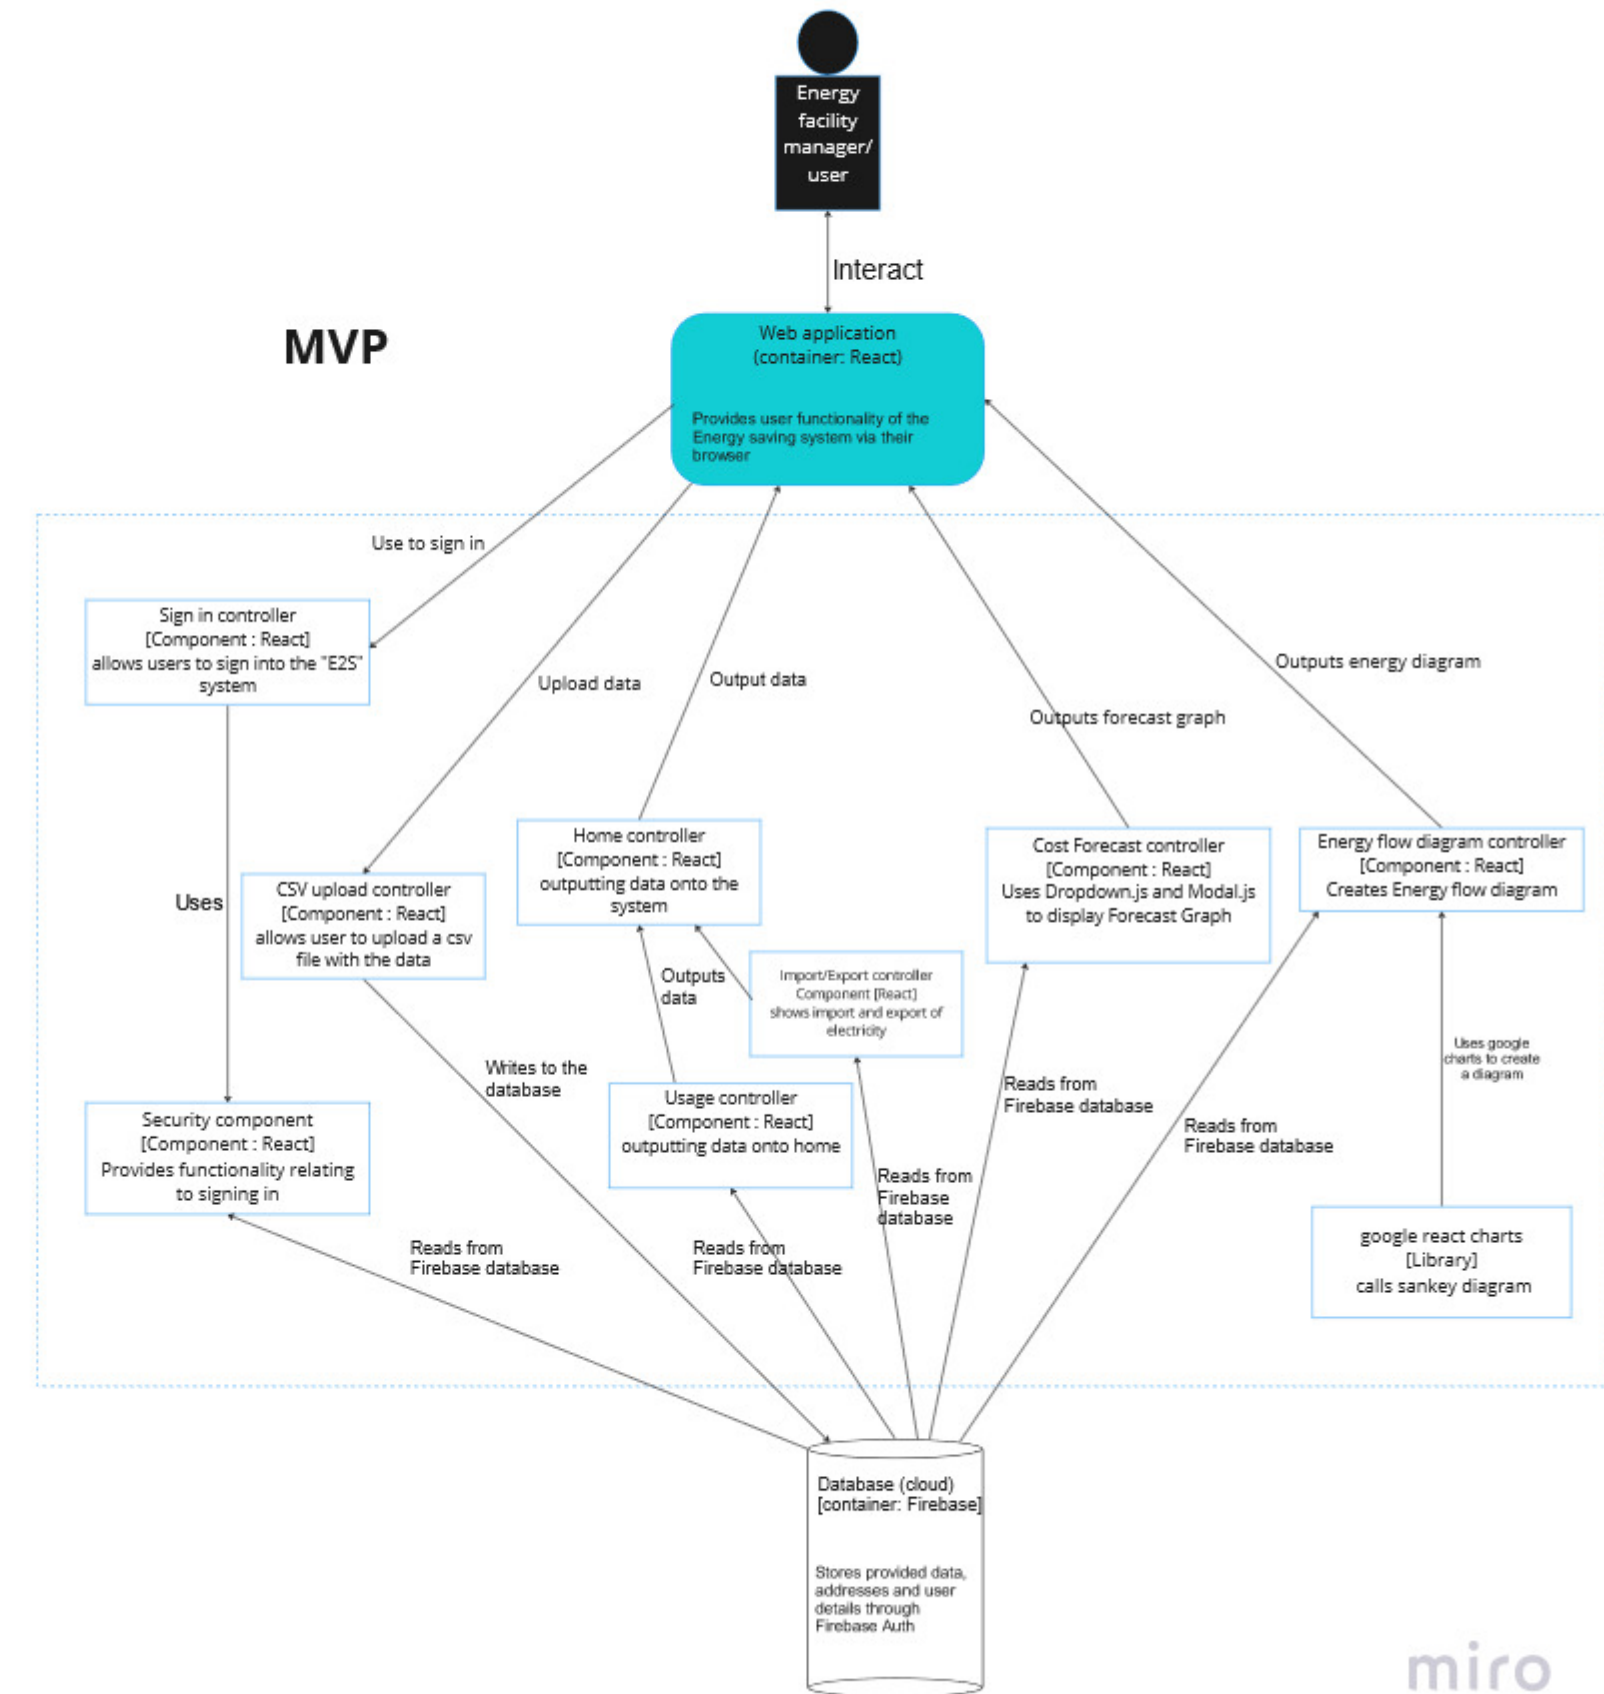 Energy
facility
manager/
user
Interact
MVP
Web application
(container: React)
Provides user functionality of the
Energy saving system via their
browser
Use to sign in
Sign in controller
[Component : React]
allows users to sign into the "E2S"
system
Upload data
Output data
Outputs forecast graph
Outputs energy diagram
Uses
CSV upload controller
[Component : React]
allows user to upload a csv
file with the data
Home controller
[Component : React]
outputting data onto the
system
Cost Forecast controller
[Component : React]
Uses Dropdown.js and Modal.js
to display Forecast Graph
Energy flow diagram controller
[Component : React]
Creates Energy flow diagram
Outputs
data
Import/Export controller
Component [React]
shows import and export of
electricity
Uses google
charts to create
a diagram
Writes to the
database
Usage controller
[Component : React]
outputting data onto home
Reads from
Firebase database
Reads from
Firebase database
Security component
[Component : React]
Provides functionality relating
to signing in
Reads from
Firebase
database
Reads from
Firebase database
Reads from
Firebase database
google react charts
[Library]
calls sankey diagram
Database (cloud)
[container: Firebase]
Stores provided data,
addresses and user
details through
Firebase Auth
miro